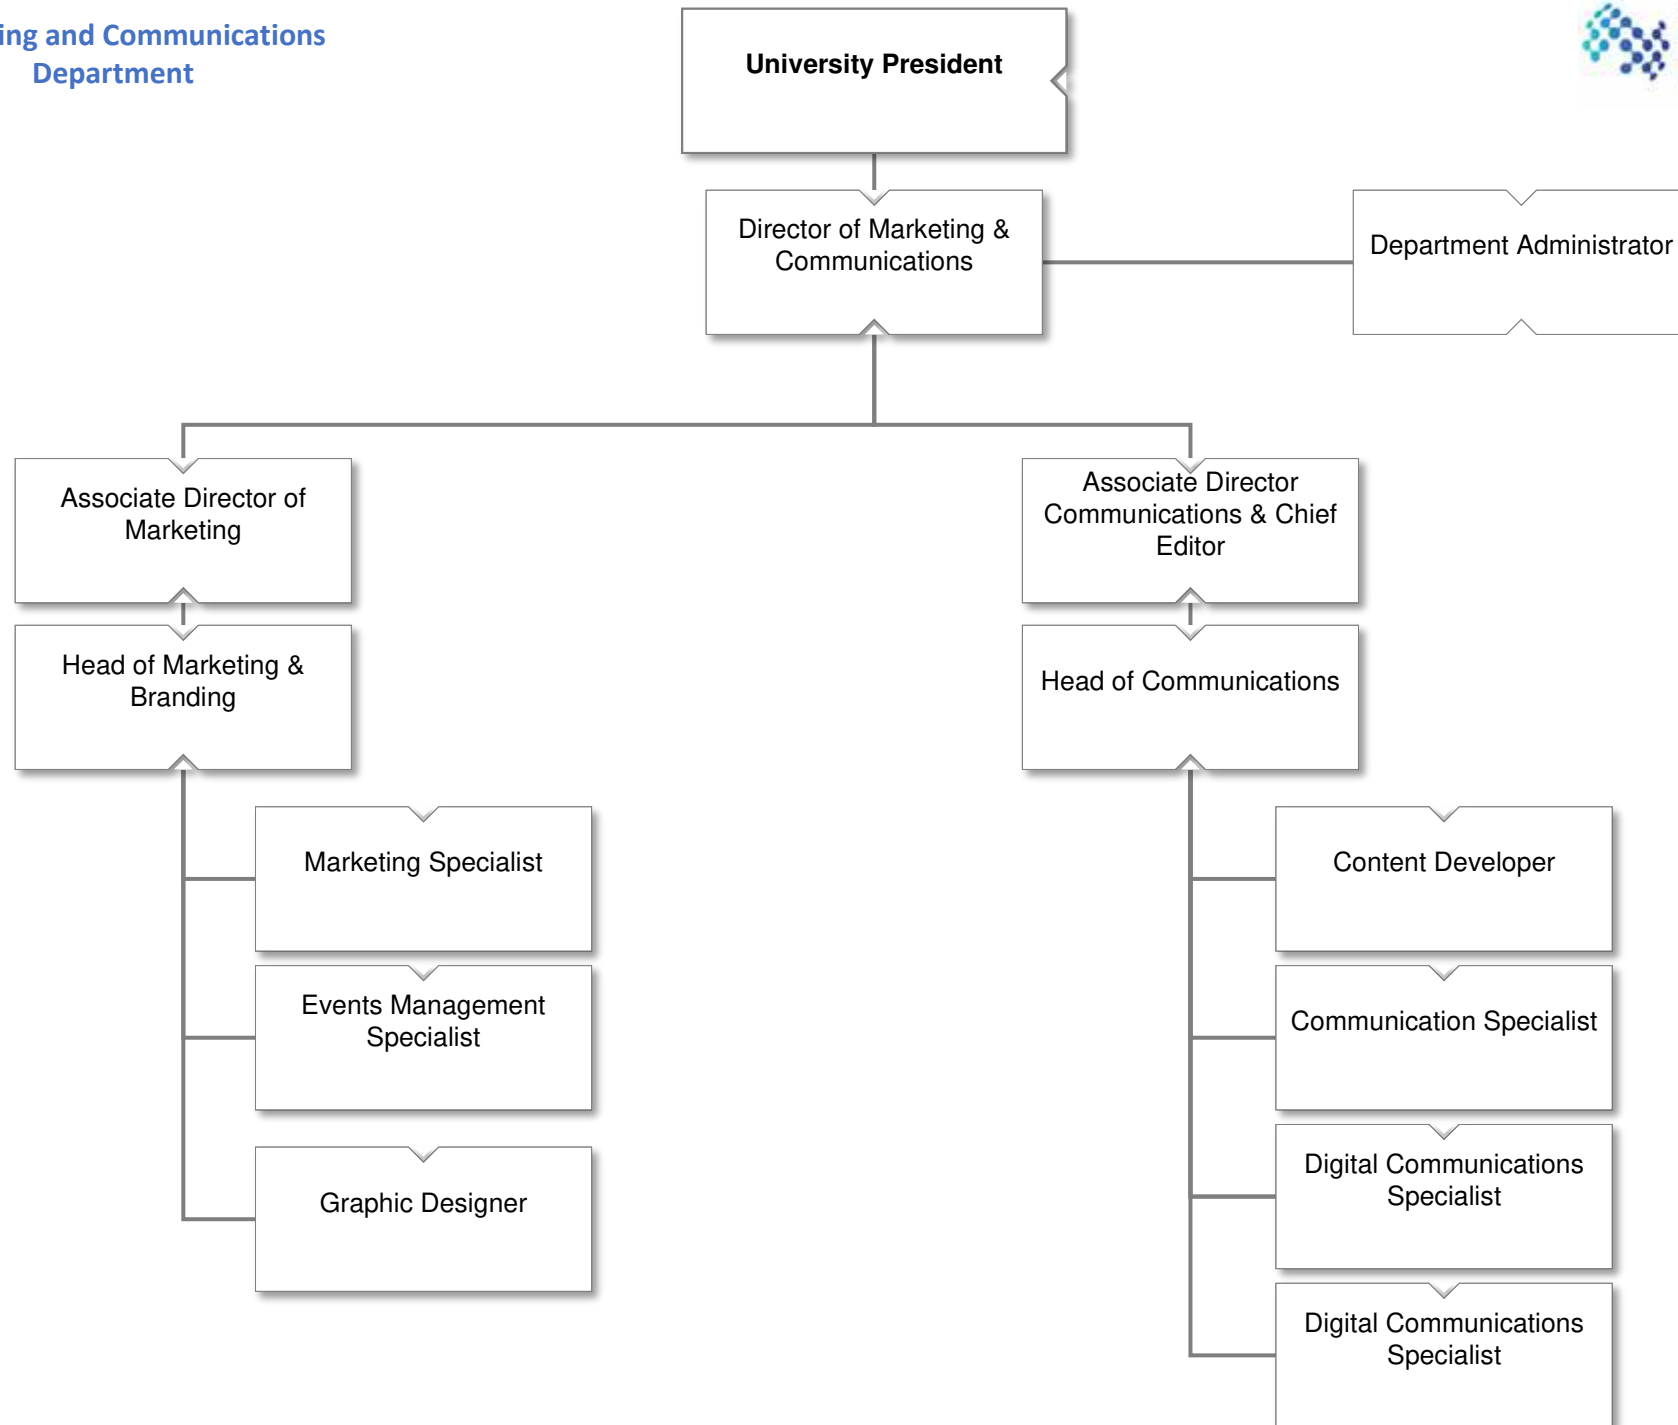 ing and Communications
Department
University President
Director of Marketing &
Communications
Department Administrator
Associate Director of
Marketing
Associate Director
Communications & Chief
Editor
Head of Marketing &
Branding
Head of Communications
Marketing Specialist
Content Developer
Events Management
Specialist
Communication Specialist
Graphic Designer
Digital Communications
Specialist
Digital Communications
Specialist